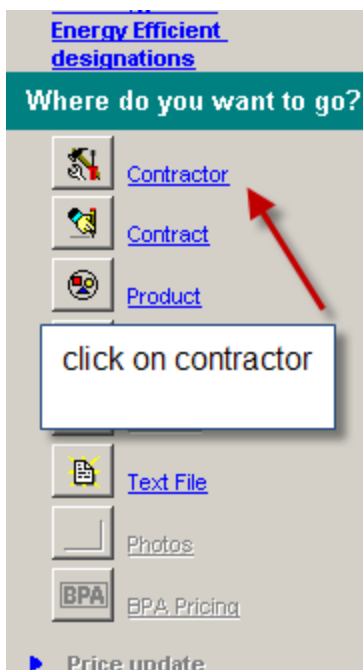 Energy Efficient
designations
Where do you want to go?
Contractor
Contract
Product
click on contractor
Text File
Photos
BPA
BPA Pricing
Price update